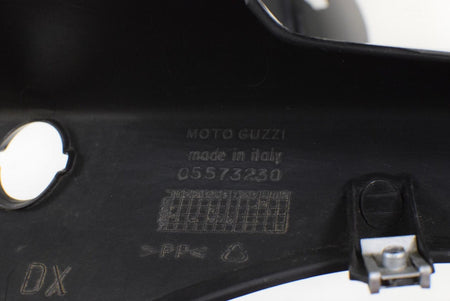 MOTO GUZZI
made in italy
05573230
>PP<
DX